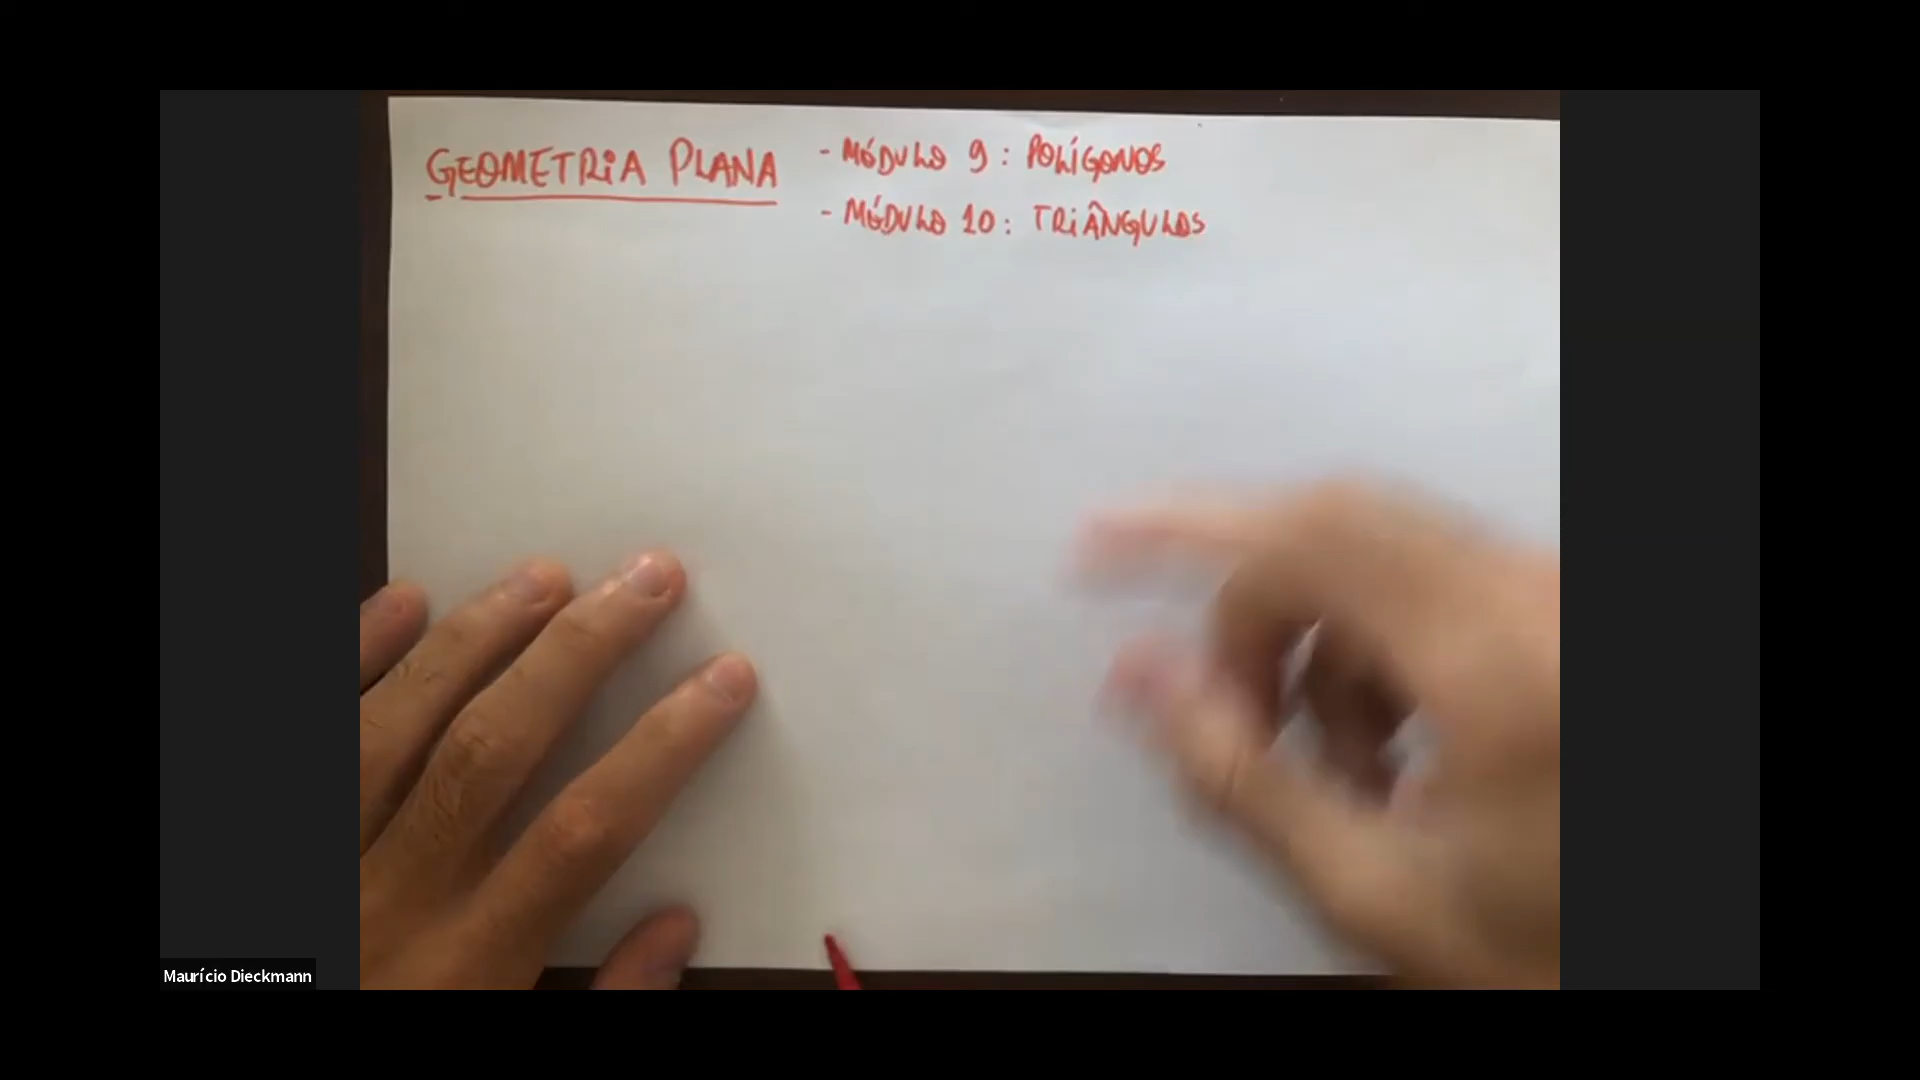 GEOMETRIA PLANA
- MÓDULO 9: POLÍGONOS
- MÓDULO 10: TRIÂNGULOS
Maurício Dieckmann